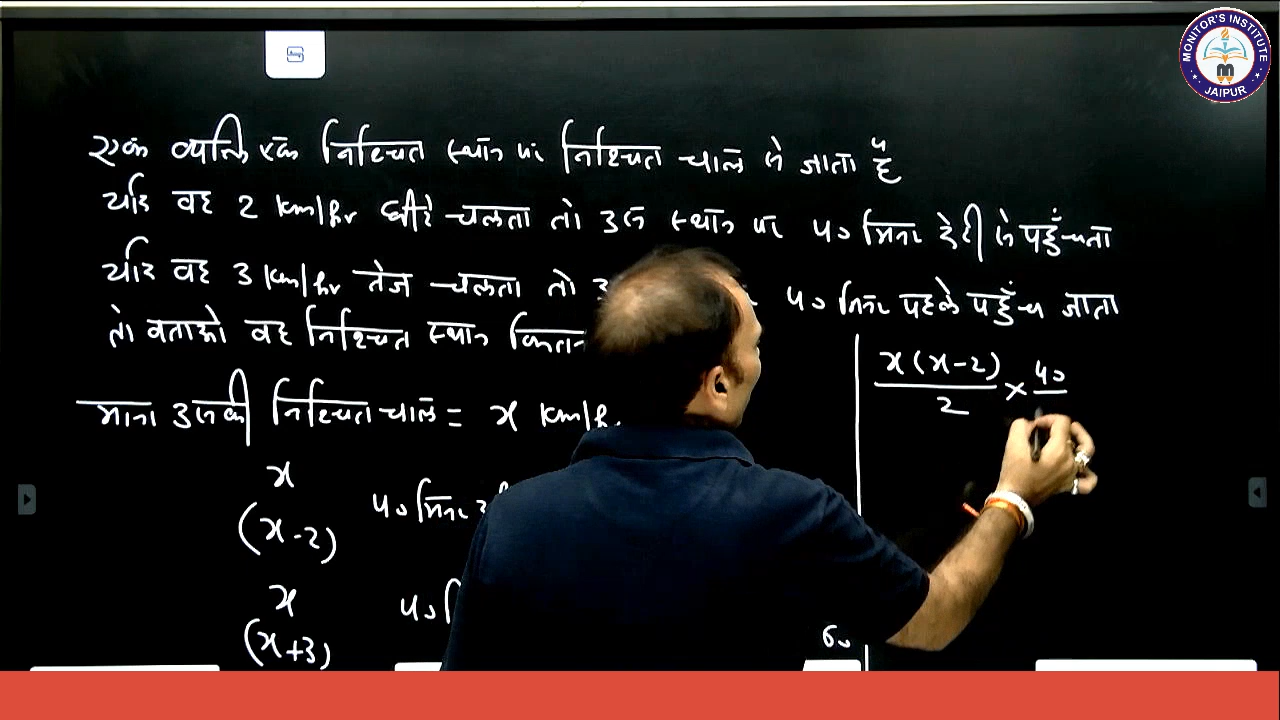 MONITOR'S INSTITUTE
JAIPUR
एक व्यक्ति एक निश्चित स्थान पर निश्चित चाल से जाता है
यदि वह 2 km/hr धीरे चलता तो उस स्थान पर 40 मिनट देरी से पहुँचता
यदि वह 3 km/hr तेज चलता तो 40 मिनट पहले पहुँच जाता
तो बताओ वह निश्चित स्थान
माना उसकी निश्चित चाल = x km/hr
x
(x-2) 40 मिनट
x
(x+3) 40
60
x(x-2)/2 × 40